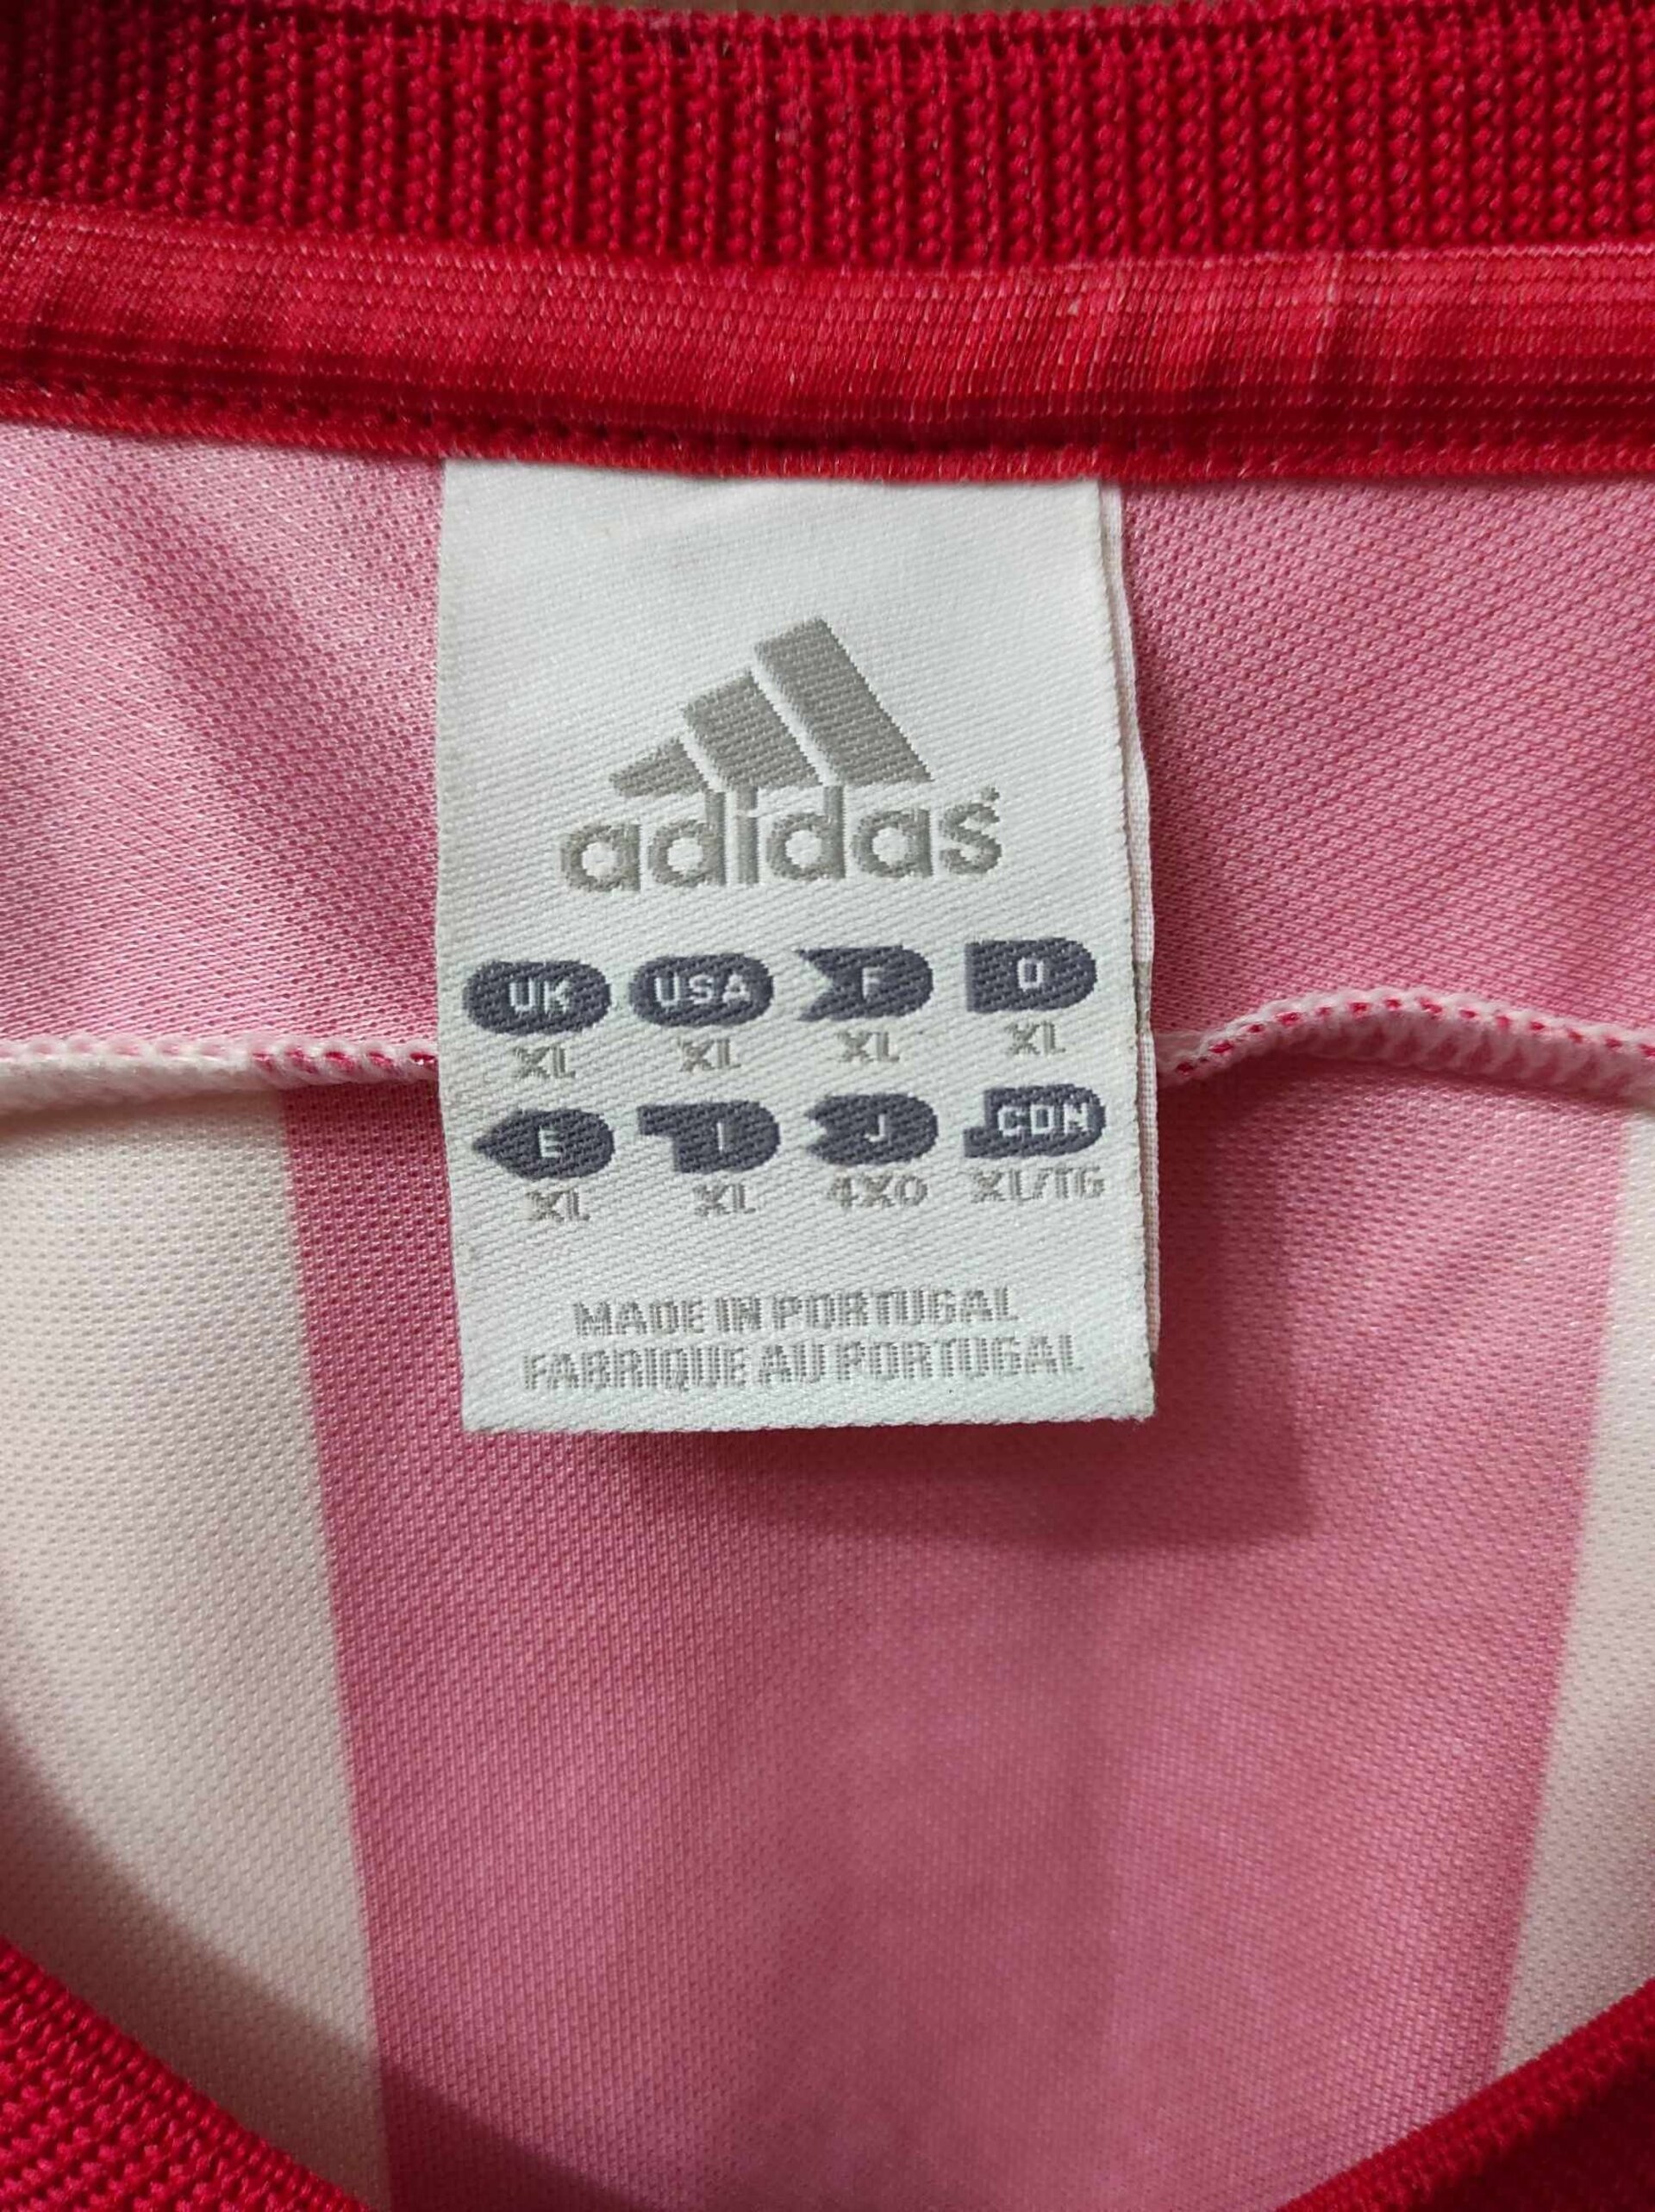 adidas
UK USA F D
XL XL XL XL
E I J CDN
XL XL 4XO XL/TG
MADE IN PORTUGAL
FABRIQUE AU PORTUGAL